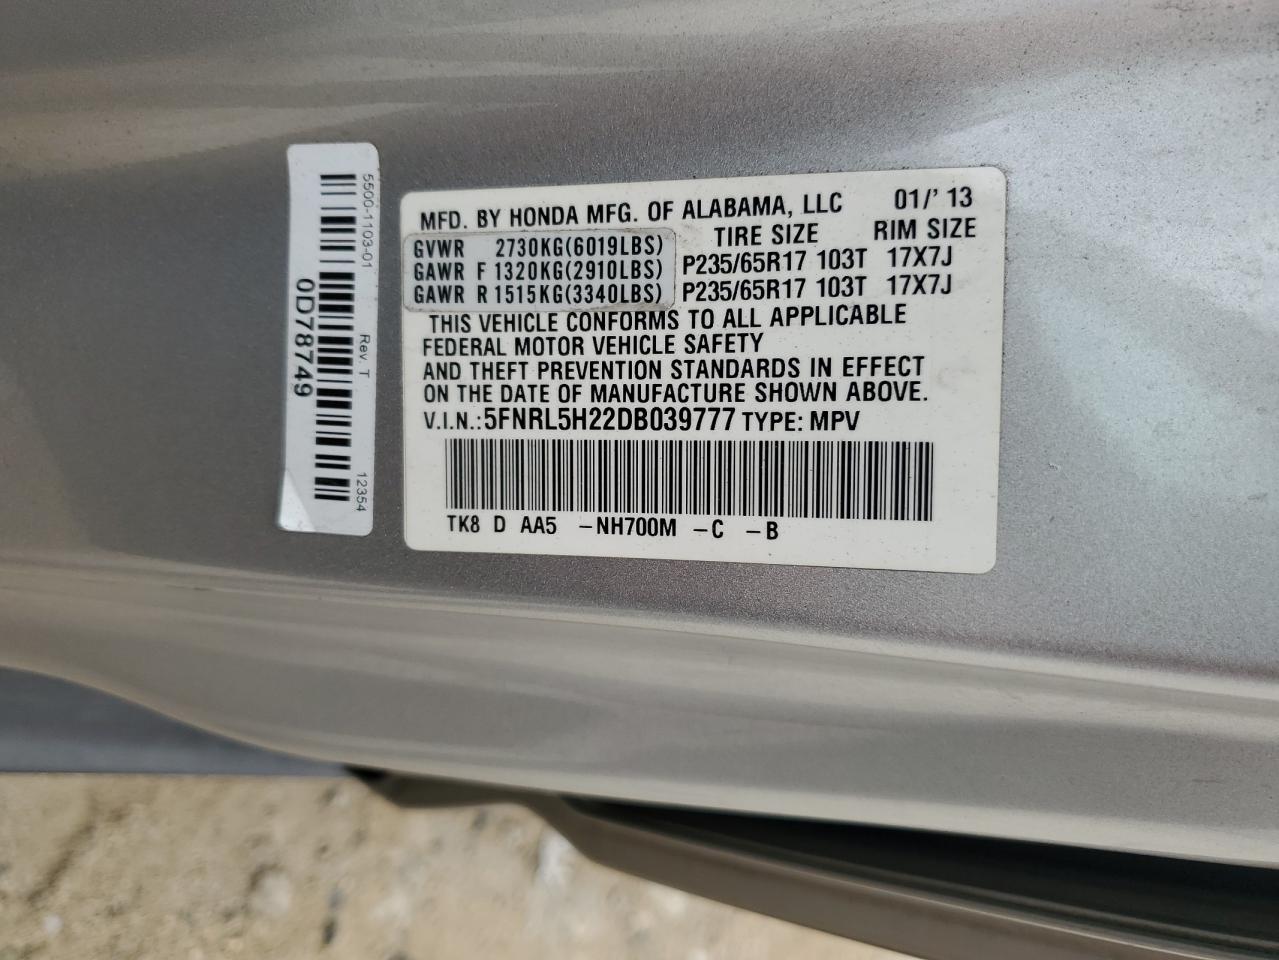 MFD. BY HONDA MFG. OF ALABAMA, LLC 01/'13
TIRE SIZE RIM SIZE
GVWR 2730KG(6019LBS)
GAWR F 1320KG(2910LBS) P235/65R17 103T 17X7J
GAWR R 1515KG(3340LBS) P235/65R17 103T 17X7J
THIS VEHICLE CONFORMS TO ALL APPLICABLE
FEDERAL MOTOR VEHICLE SAFETY
AND THEFT PREVENTION STANDARDS IN EFFECT
ON THE DATE OF MANUFACTURE SHOWN ABOVE.
V.I.N.:5FNRL5H22DB039777 TYPE: MPV
TK8 D AA5 -NH700M -C -B
5500-1103-01 Rev. T 12354
0D78749